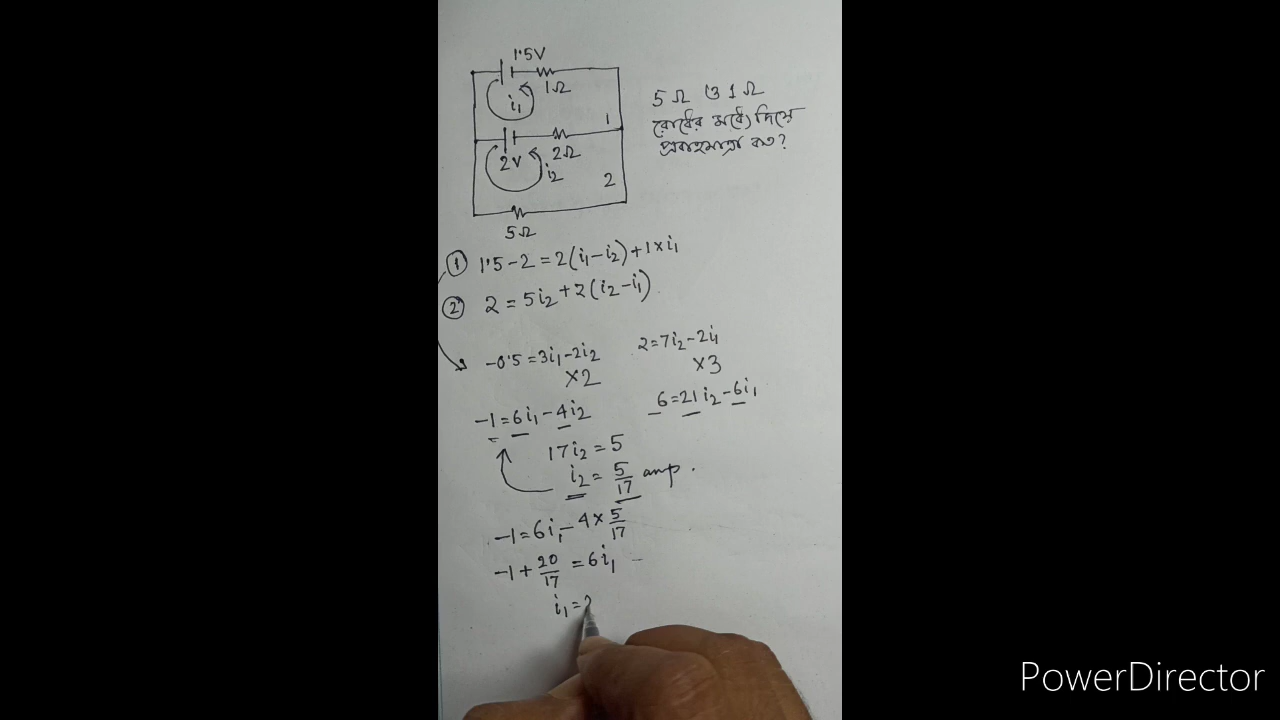 1.5V
1Ω
i₁
1
2V
2Ω
i₂
2
5Ω
5Ω ও 1Ω
রোধের মধ্যে দিয়ে
প্রবাহমাত্রা কত?
① 1.5-2=2(i₁-i₂)+1×i₁
② 2=5i₂+2(i₂-i₁)
-0.5=3i₁-2i₂
×2
2=7i₂-2i₁
×3
-1=6i₁-4i₂
6=21i₂-6i₁
17i₂=5
i₂=5/17 amp.
-1=6i₁-4×5/17
-1+20/17=6i₁
i₁=
PowerDirector